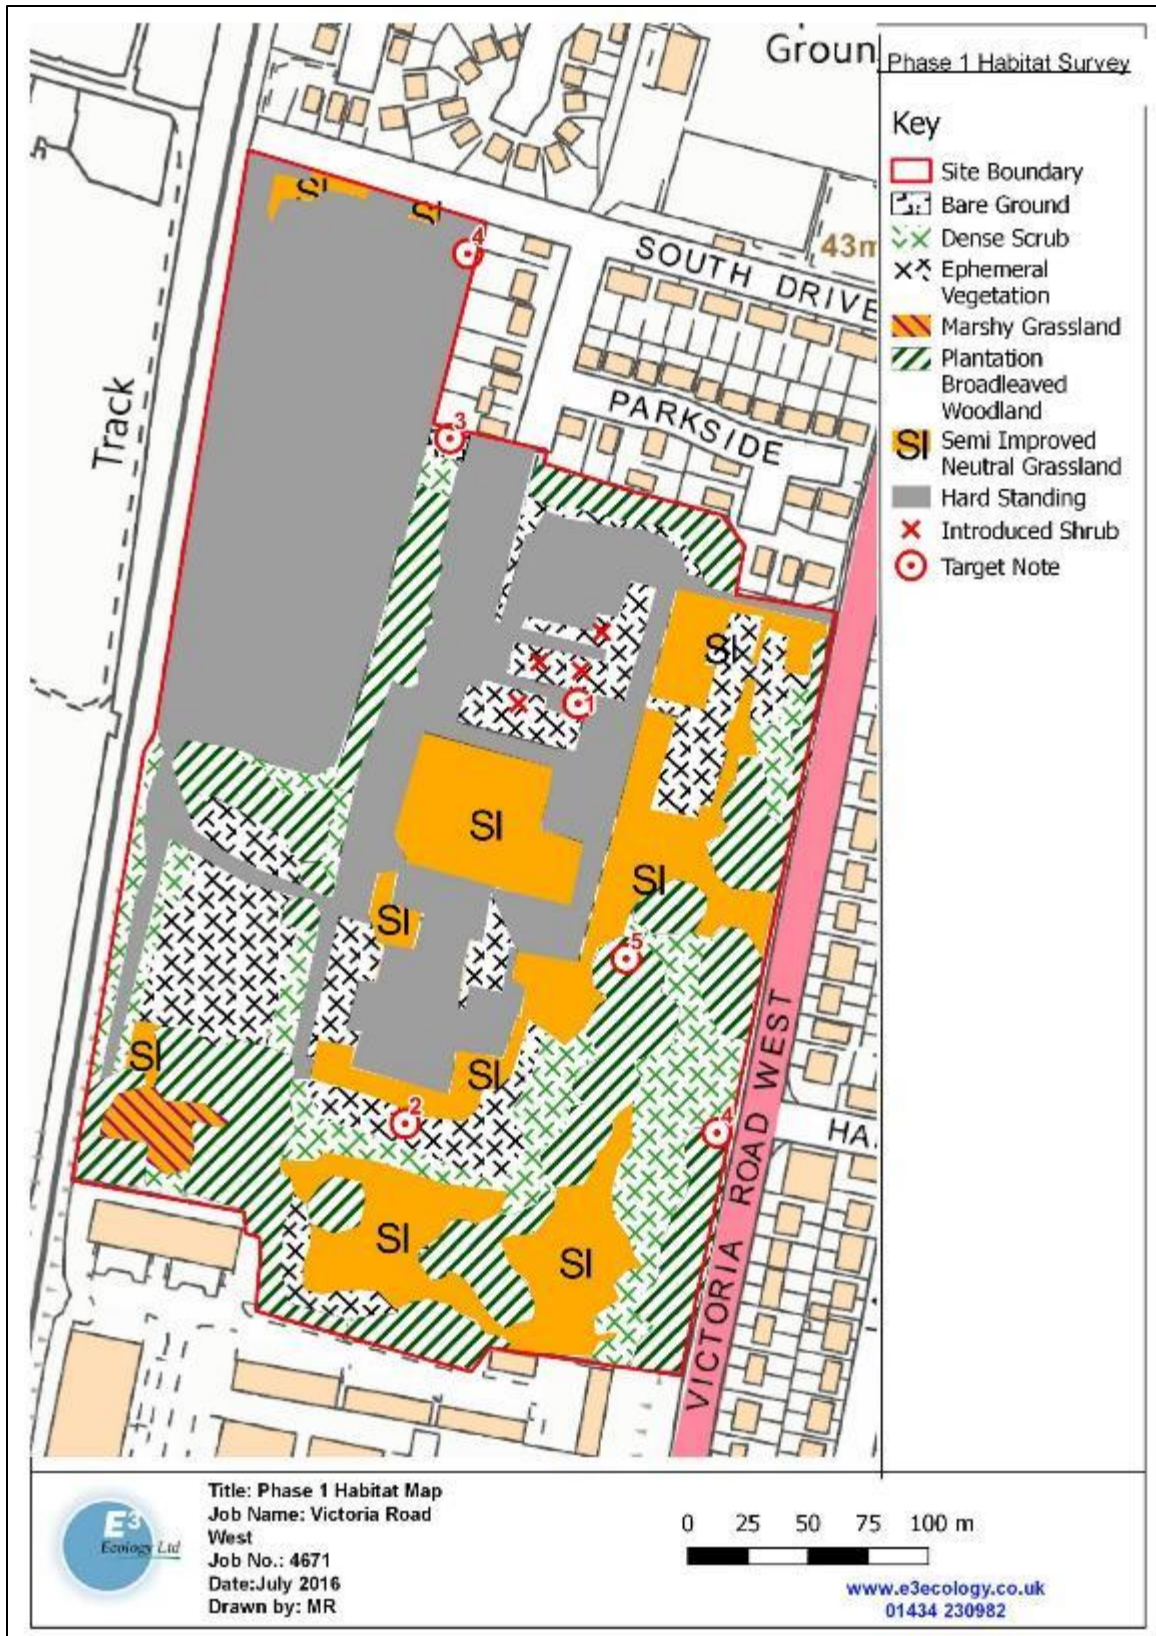 Groun
Phase 1 Habitat Survey
Key
Site Boundary
Bare Ground
Dense Scrub
Ephemeral
Vegetation
Marshy Grassland
Plantation
Broadleaved
Woodland
SI Semi Improved
Neutral Grassland
Hard Standing
Introduced Shrub
Target Note
SI
SI
4
43m
SOUTH DRIVE
PARKSIDE
Track
3
SI
1
SI
SI
SI
5
SI
SI
2
4
HA
SI
SI
VICTORIA ROAD WEST
E3
Ecology Ltd
Title: Phase 1 Habitat Map
Job Name: Victoria Road
West
Job No.: 4671
Date:July 2016
Drawn by: MR
0 25 50 75 100 m
www.e3ecology.co.uk
01434 230982